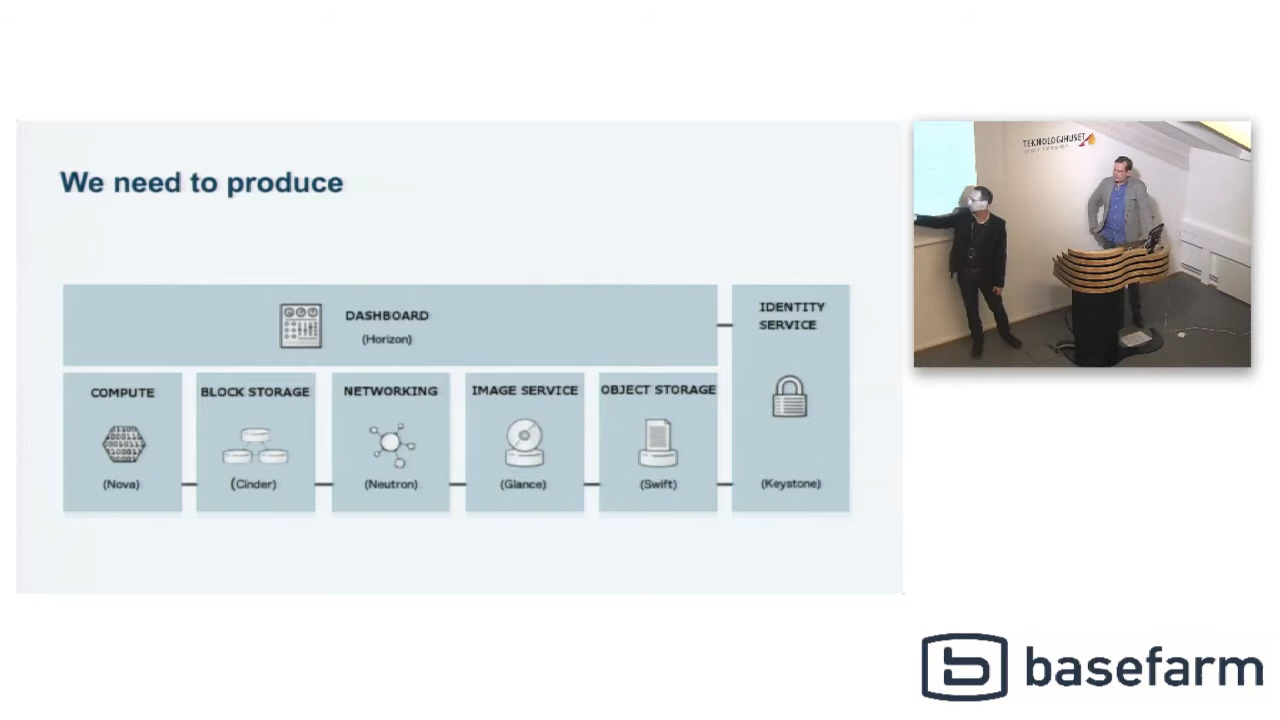 We need to produce
DASHBOARD
(Horizon)
IDENTITY
SERVICE
COMPUTE
BLOCK STORAGE
NETWORKING
IMAGE SERVICE
OBJECT STORAGE
(Nova)
(Cinder)
(Neutron)
(Glance)
(Swift)
(Keystone)
TEKNOLOGIHUSET
basefarm